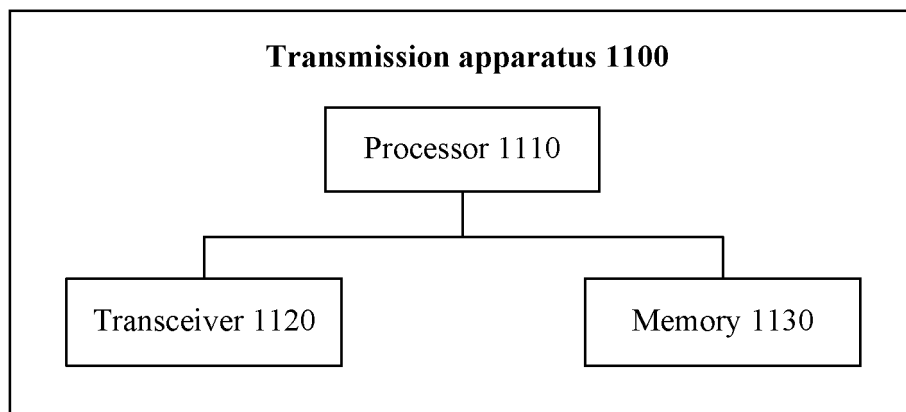 Transmission apparatus 1100
Processor 1110
Transceiver 1120
Memory 1130